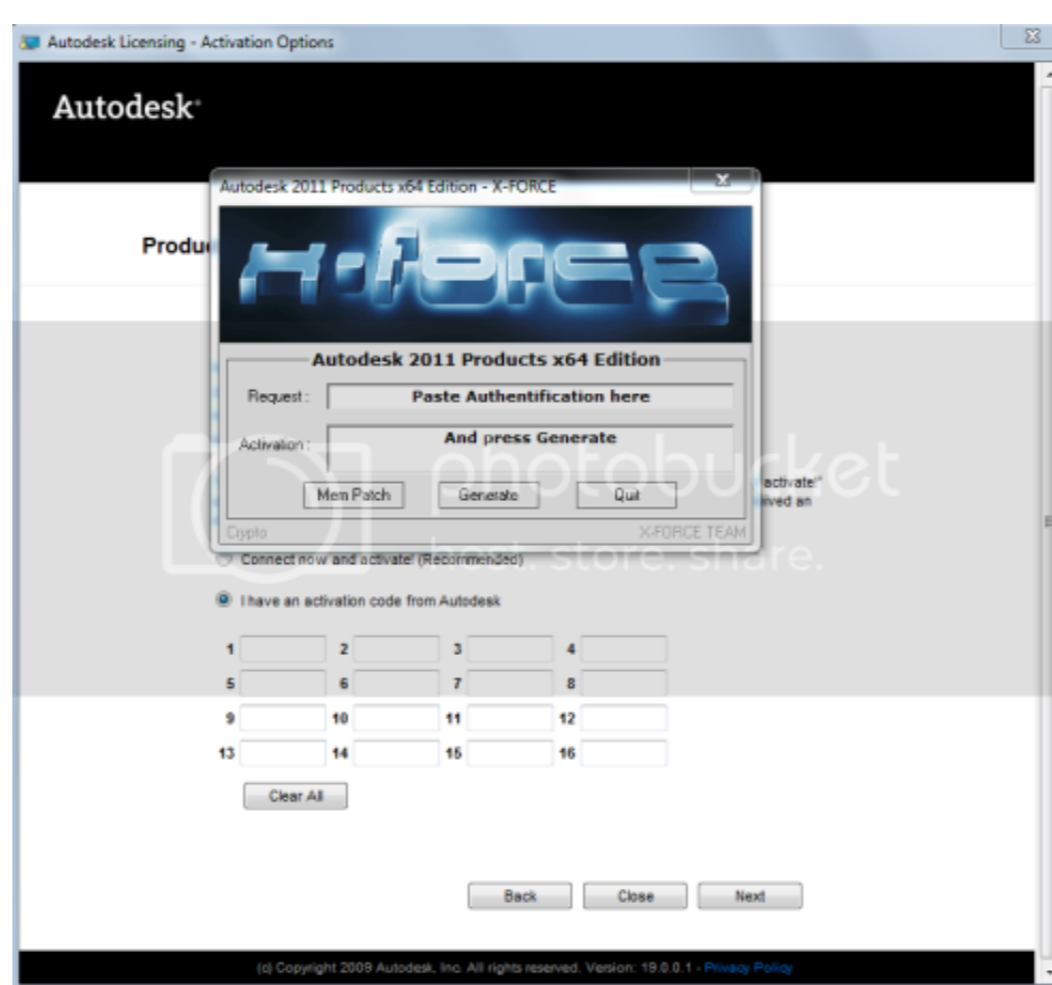 Autodesk Licensing - Activation Options
Autodesk
Autodesk 2011 Products x64 Edition - X-FORCE
Produ
x-force
Autodesk 2011 Products x64 Edition
Request :
Paste Authentification here
Activation :
And press Generate
Mem Patch
Generate
Quit
activate!"
ived an
Crypto
X-FORCE TEAM
photobucket
host. store. share.
Connect now and activate! (Recommended)
I have an activation code from Autodesk
1 2 3 4
5 6 7 8
9 10 11 12
13 14 15 16
Clear All
Back
Close
Next
(c) Copyright 2009 Autodesk, Inc. All rights reserved. Version: 19.0.0.1 - Privacy Policy